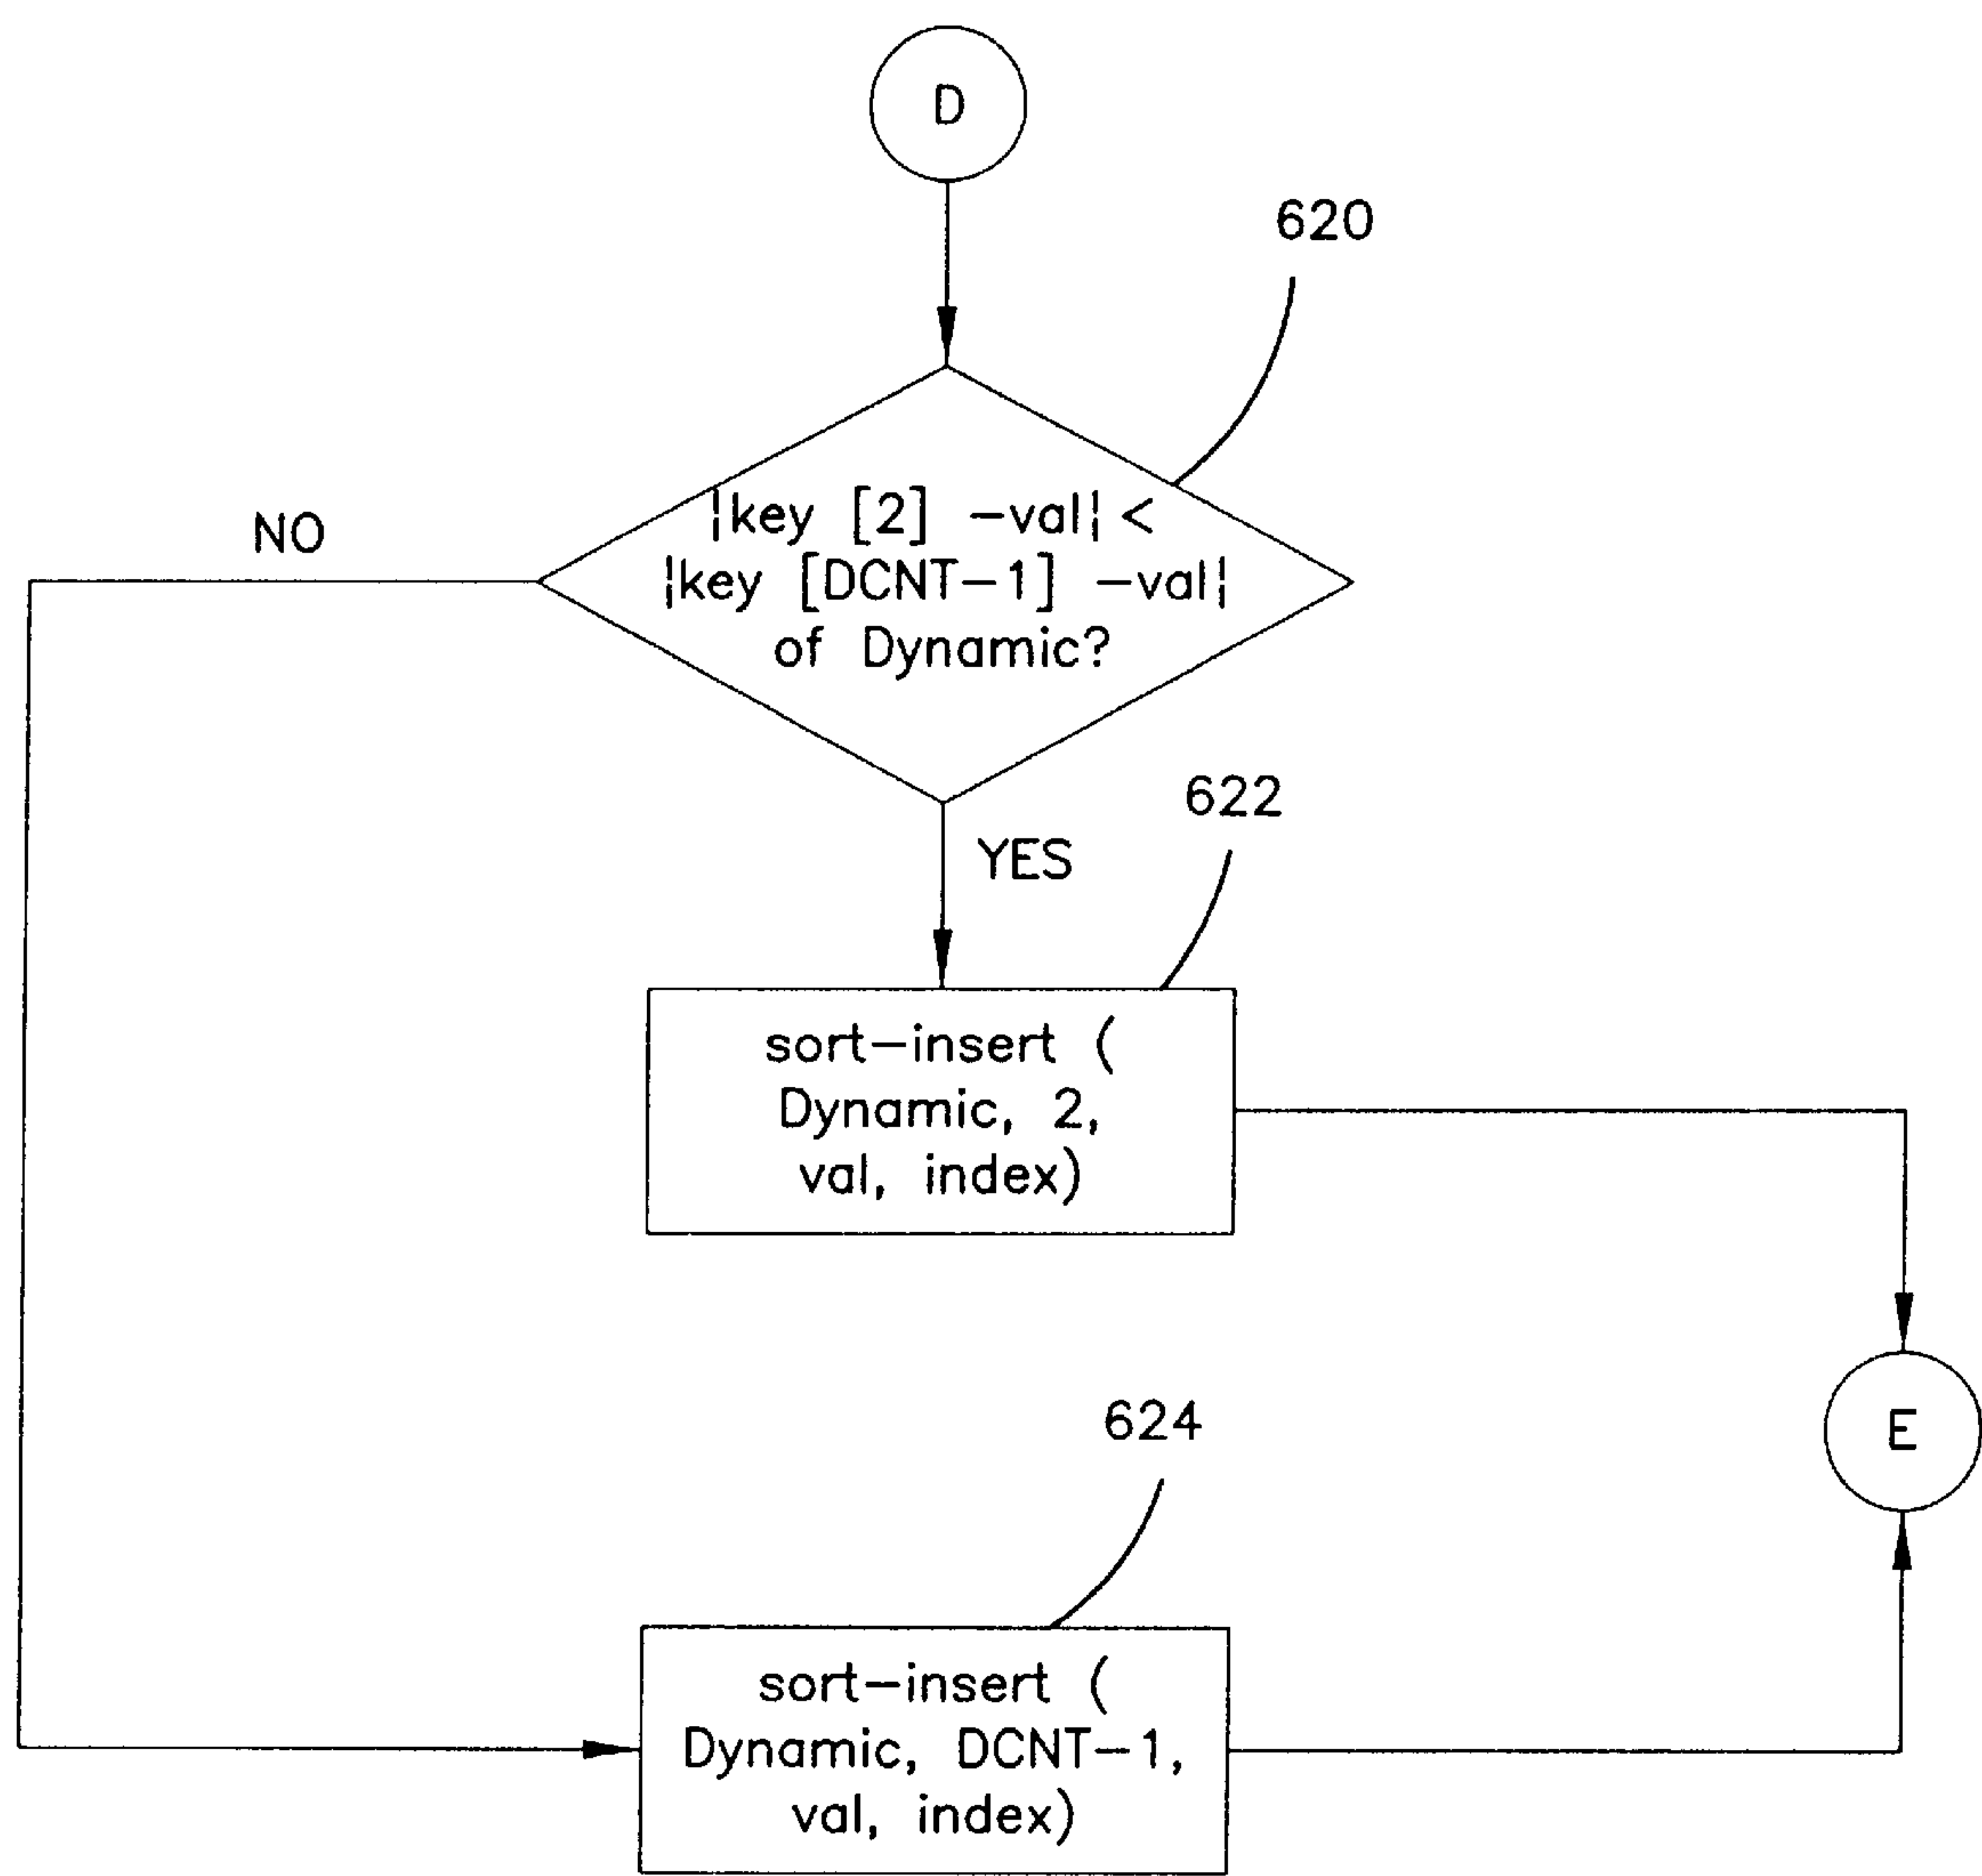 D
620
|key [2] -val| <
|key [DCNT-1] -val|
of Dynamic?
NO
YES
622
sort-insert (
Dynamic, 2,
val, index)
E
624
sort-insert (
Dynamic, DCNT-1,
val, index)